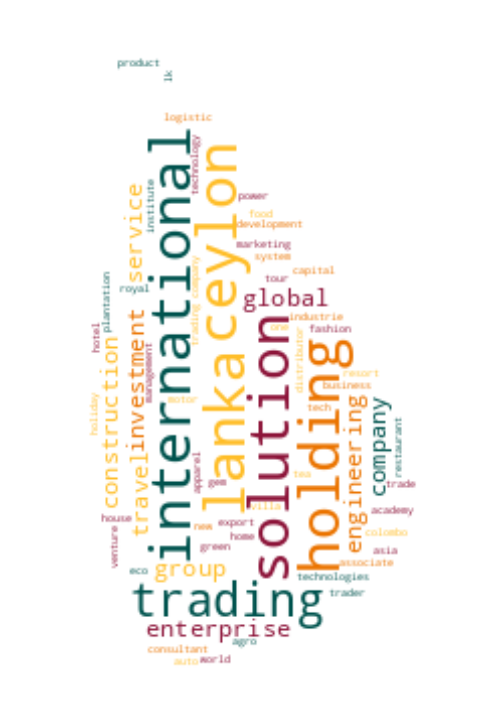 product
lk
logistic
international
technology
ceylon
institute
service
power
food
development
marketing
system
capital
tour
trading company
royal
plantation
global
industrie
one
fashion
hotel
investment
management
construction
lanka
solution
holding
distributor
resort
business
holiday
motor
tech
engineering
company
restaurant
travel
apparel
gem
tea
trade
villa
academy
house
venture
new
export
home
green
colombo
asia
associate
eco
group
technologies
trading
trader
enterprise
agro
consultant
auto
world